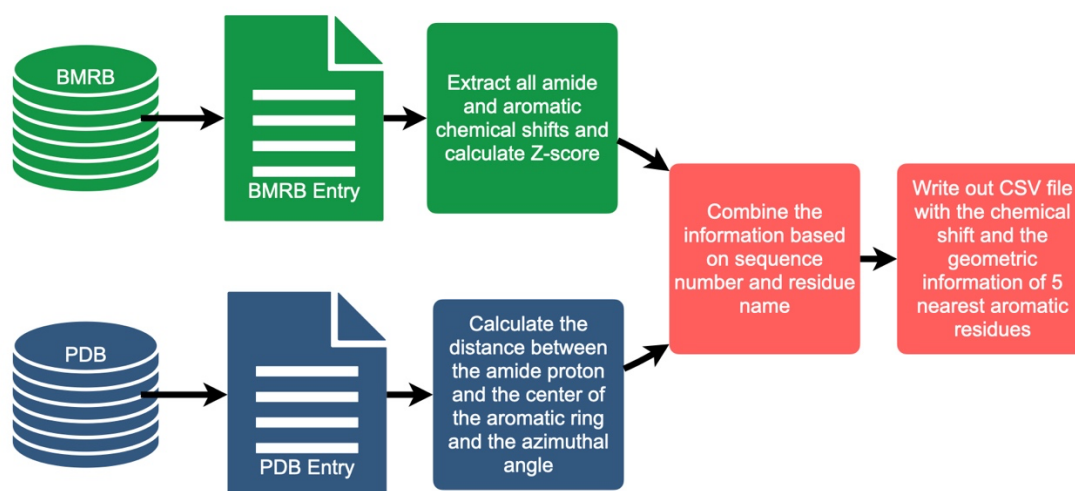 BMRB
BMRB Entry
Extract all amide
and aromatic
chemical shifts and
calculate Z-score
PDB
PDB Entry
Calculate the
distance between
the amide proton
and the center of
the aromatic ring
and the azimuthal
angle
Combine the
information based
on sequence
number and residue
name
Write out CSV file
with the chemical
shift and the
geometric
information of 5
nearest aromatic
residues